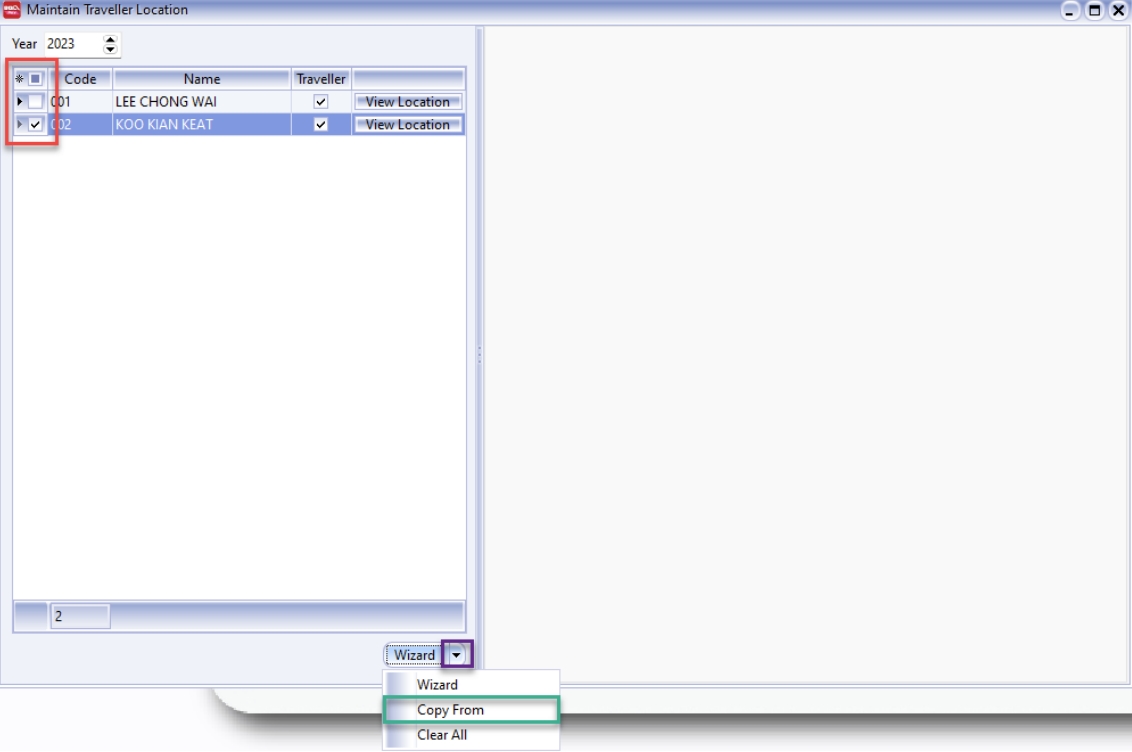 Maintain Traveller Location
Year 2023
Code Name Traveller
001 LEE CHONG WAI View Location
002 KOO KIAN KEAT View Location
2
Wizard
Wizard
Copy From
Clear All